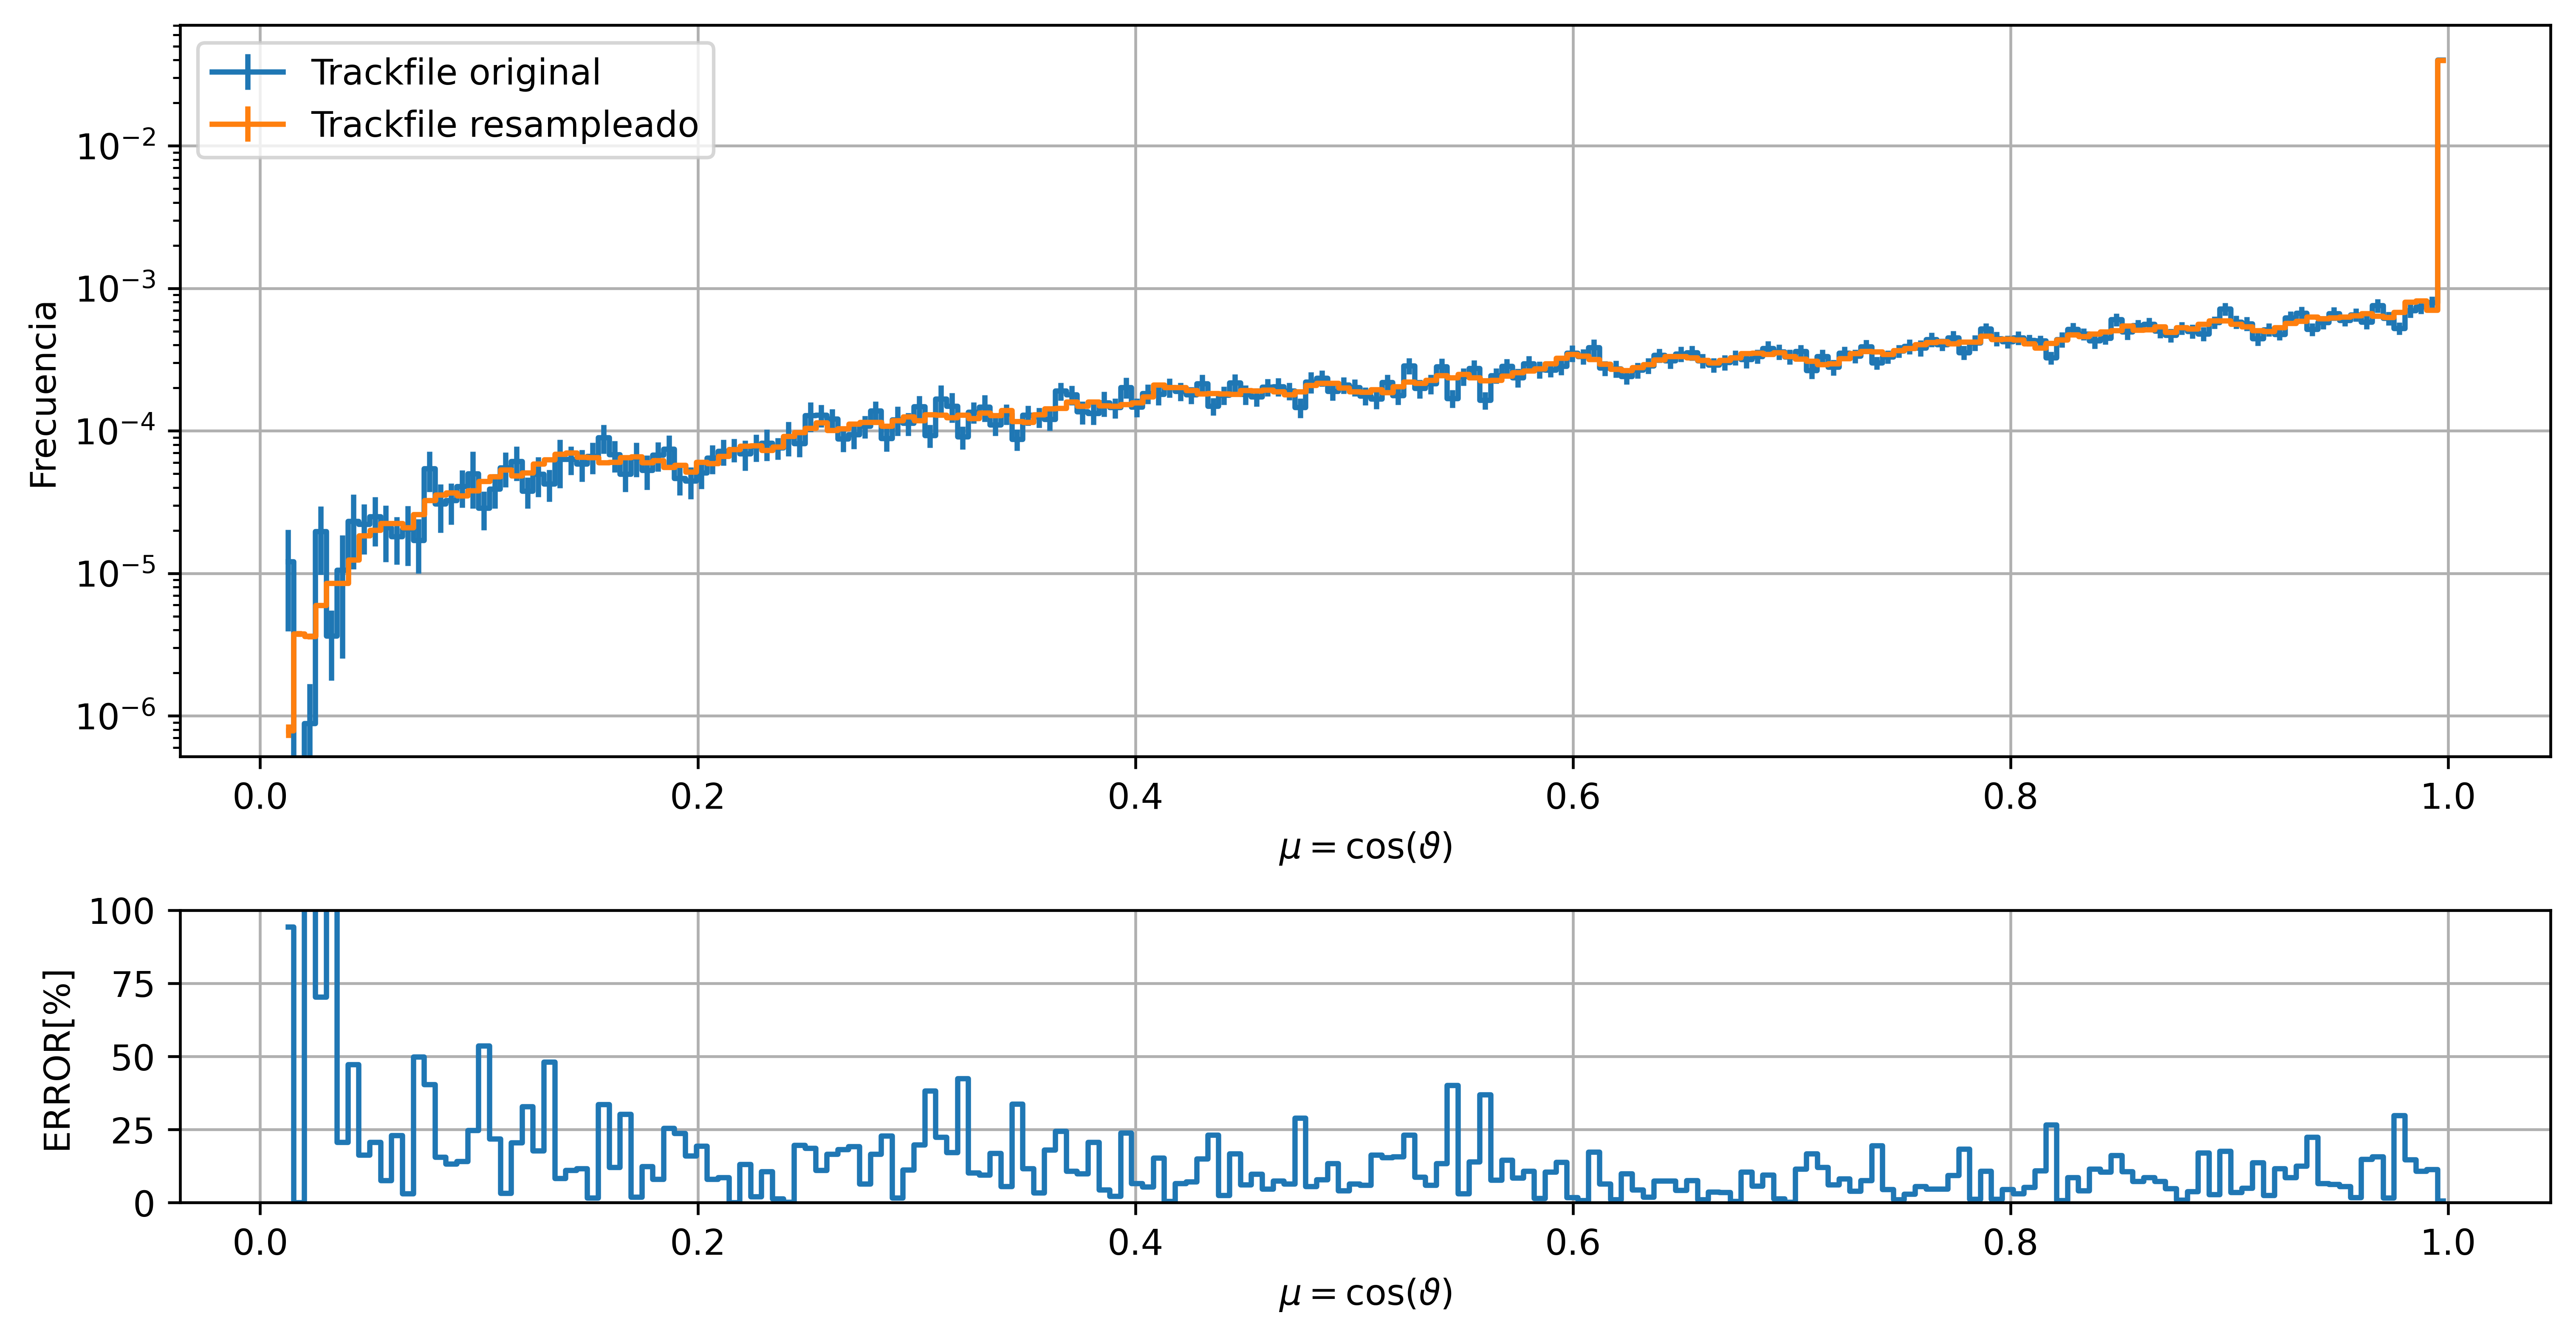 Trackfile original
Trackfile resampleado
Frecuencia
10⁻²
10⁻³
10⁻⁴
10⁻⁵
10⁻⁶
0.0 0.2 0.4 0.6 0.8 1.0
μ = cos(ϑ)
ERROR[%]
100
75
50
25
0
0.0 0.2 0.4 0.6 0.8 1.0
μ = cos(ϑ)